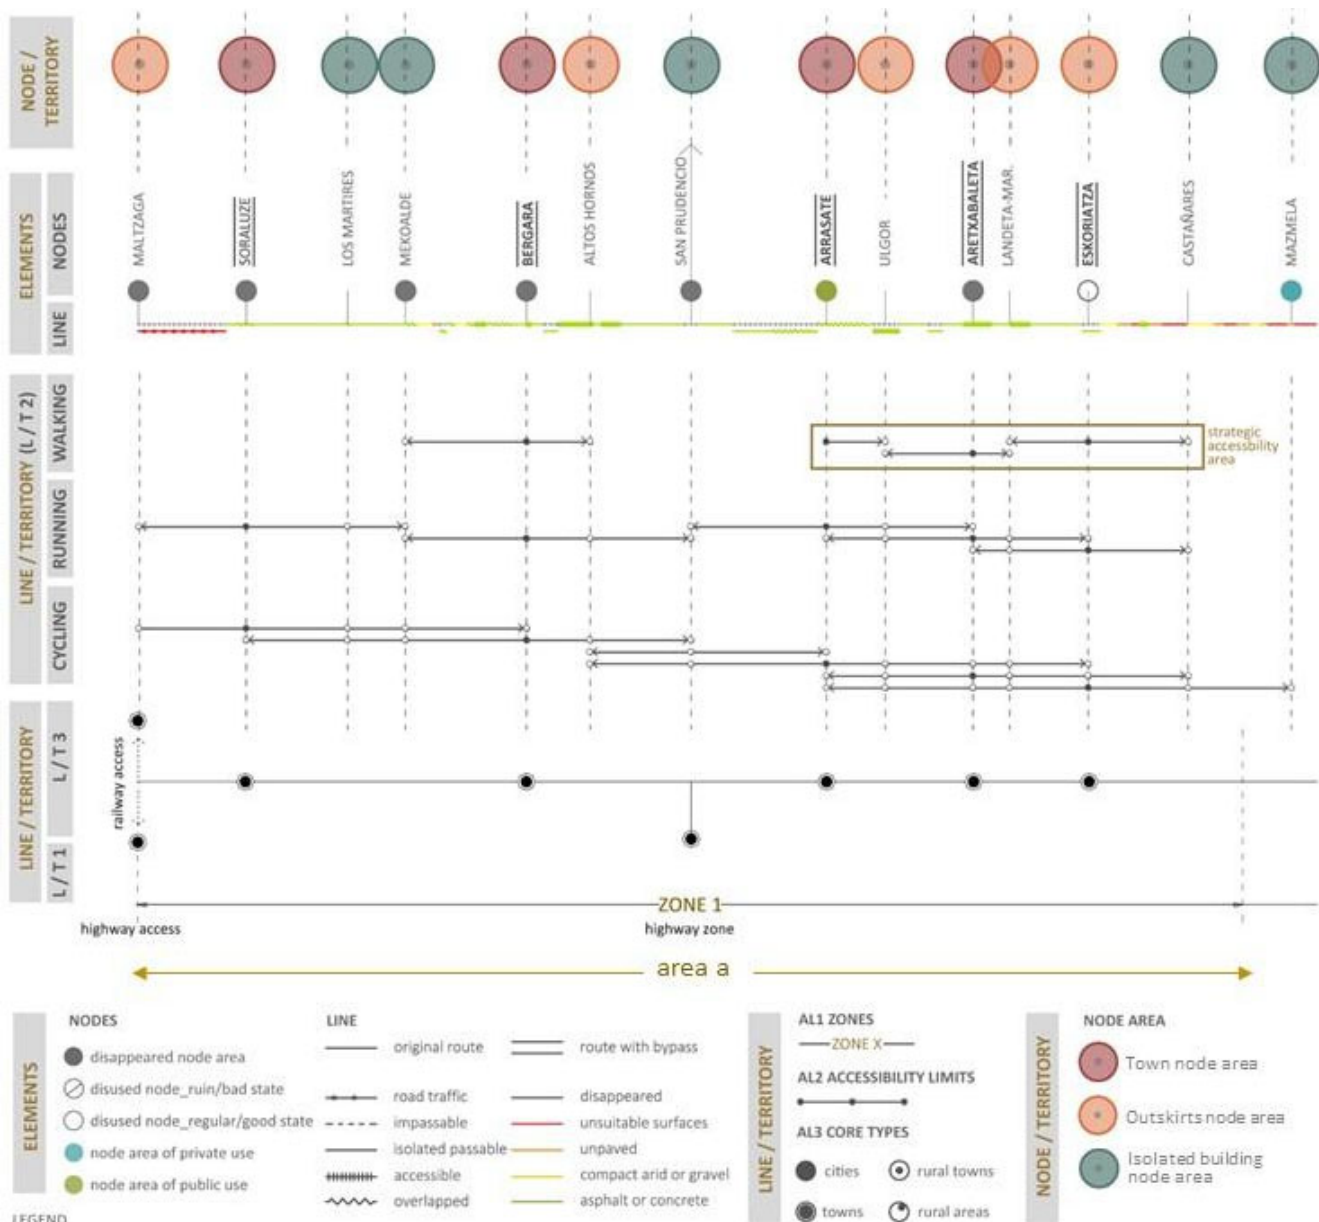 NODE /
TERRITORY
ELEMENTS
NODES
LINE
MALTZAGA
SORALUZE
LOS MARTIRES
MEKOALDE
BERGARA
ALTOS HORNOS
SAN PRUDENCIO
ARRASATE
ULGOR
ARETXABALETA
LANDETA-MAR.
ESKORIATZA
CASTAÑARES
MAZMELA
LINE / TERRITORY (L / T 2)
WALKING
RUNNING
CYCLING
strategic
accessbility
area
LINE / TERRITORY
L / T 3
L / T 1
railway access
ZONE 1
highway access
highway zone
area a
ELEMENTS
NODES
disappeared node area
disused node_ruin/bad state
disused node_regular/good state
node area of private use
node area of public use
LINE
original route
route with bypass
road traffic
disappeared
impassable
unsuitable surfaces
isolated passable
unpaved
accessible
compact arid or gravel
overlapped
asphalt or concrete
LINE / TERRITORY
AL1 ZONES
ZONE X
AL2 ACCESSIBILITY LIMITS
AL3 CORE TYPES
cities
rural towns
towns
rural areas
NODE / TERRITORY
NODE AREA
Town node area
Outskirts node area
Isolated building
node area
LEGEND